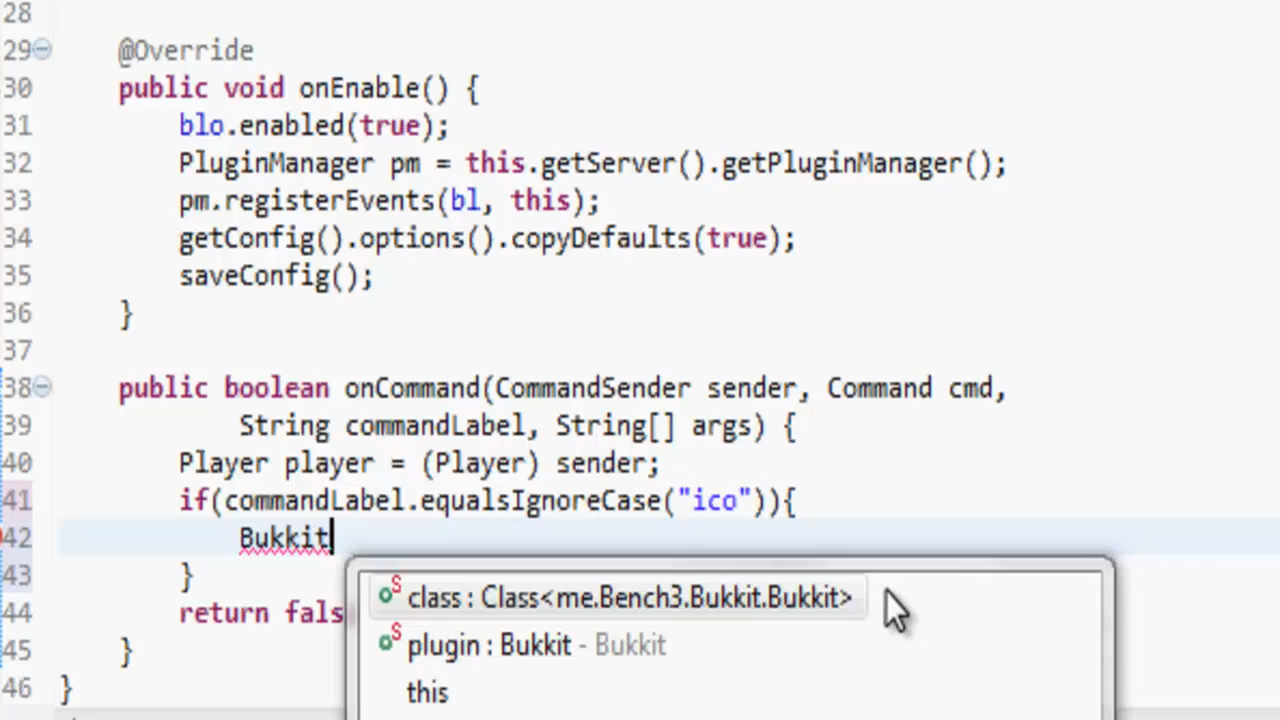 28
29 @Override
30 public void onEnable() {
31 blo.enabled(true);
32 PluginManager pm = this.getServer().getPluginManager();
33 pm.registerEvents(bl, this);
34 getConfig().options().copyDefaults(true);
35 saveConfig();
36 }
37
38 public boolean onCommand(CommandSender sender, Command cmd,
39 String commandLabel, String[] args) {
40 Player player = (Player) sender;
41 if(commandLabel.equalsIgnoreCase("ico")){
42 Bukkit
43 }
class : Class<me.Bench3.Bukkit.Bukkit>
44 return fals
plugin : Bukkit - Bukkit
45 }
46 }
this